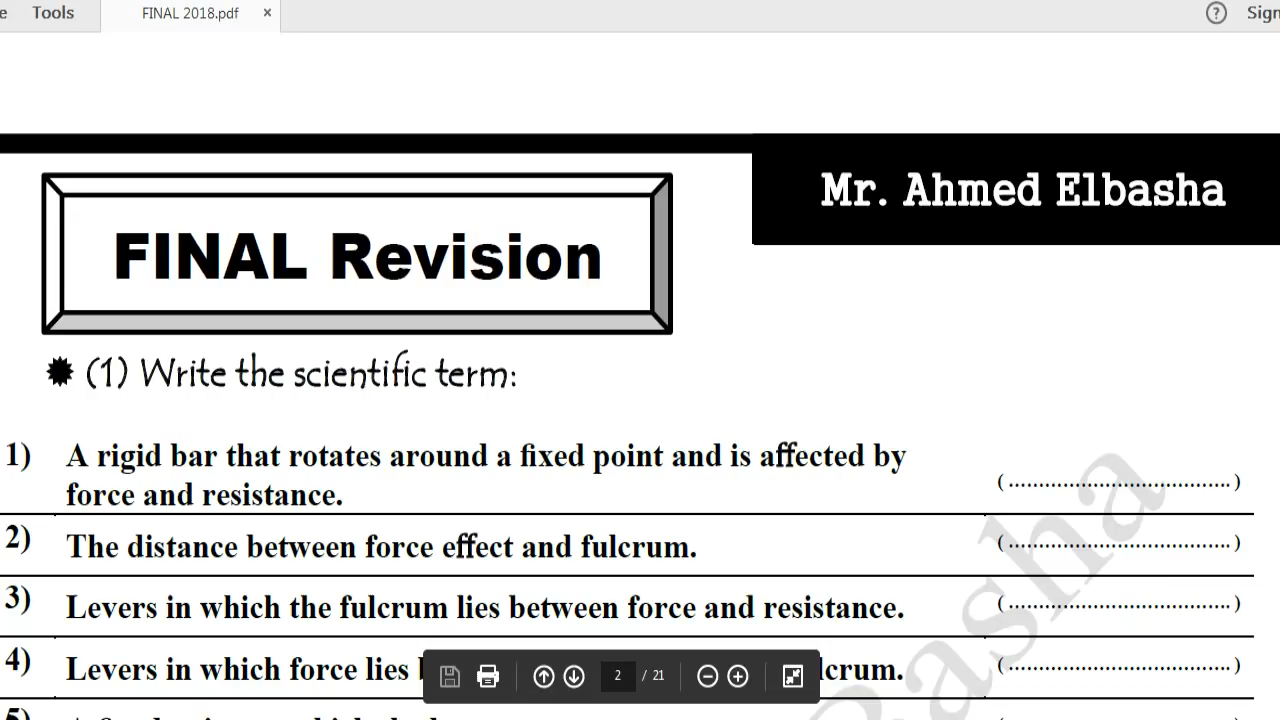 Tools
FINAL 2018.pdf
×
?
Sign
Mr. Ahmed Elbasha
FINAL Revision
(1) Write the scientific term:
1) A rigid bar that rotates around a fixed point and is affected by
force and resistance.
(.....................................)
2) The distance between force effect and fulcrum. (.....................................)
3) Levers in which the fulcrum lies between force and resistance. (.....................................)
4) Levers in which force lies lcrum. (.....................................)
2 / 21
5)
asha